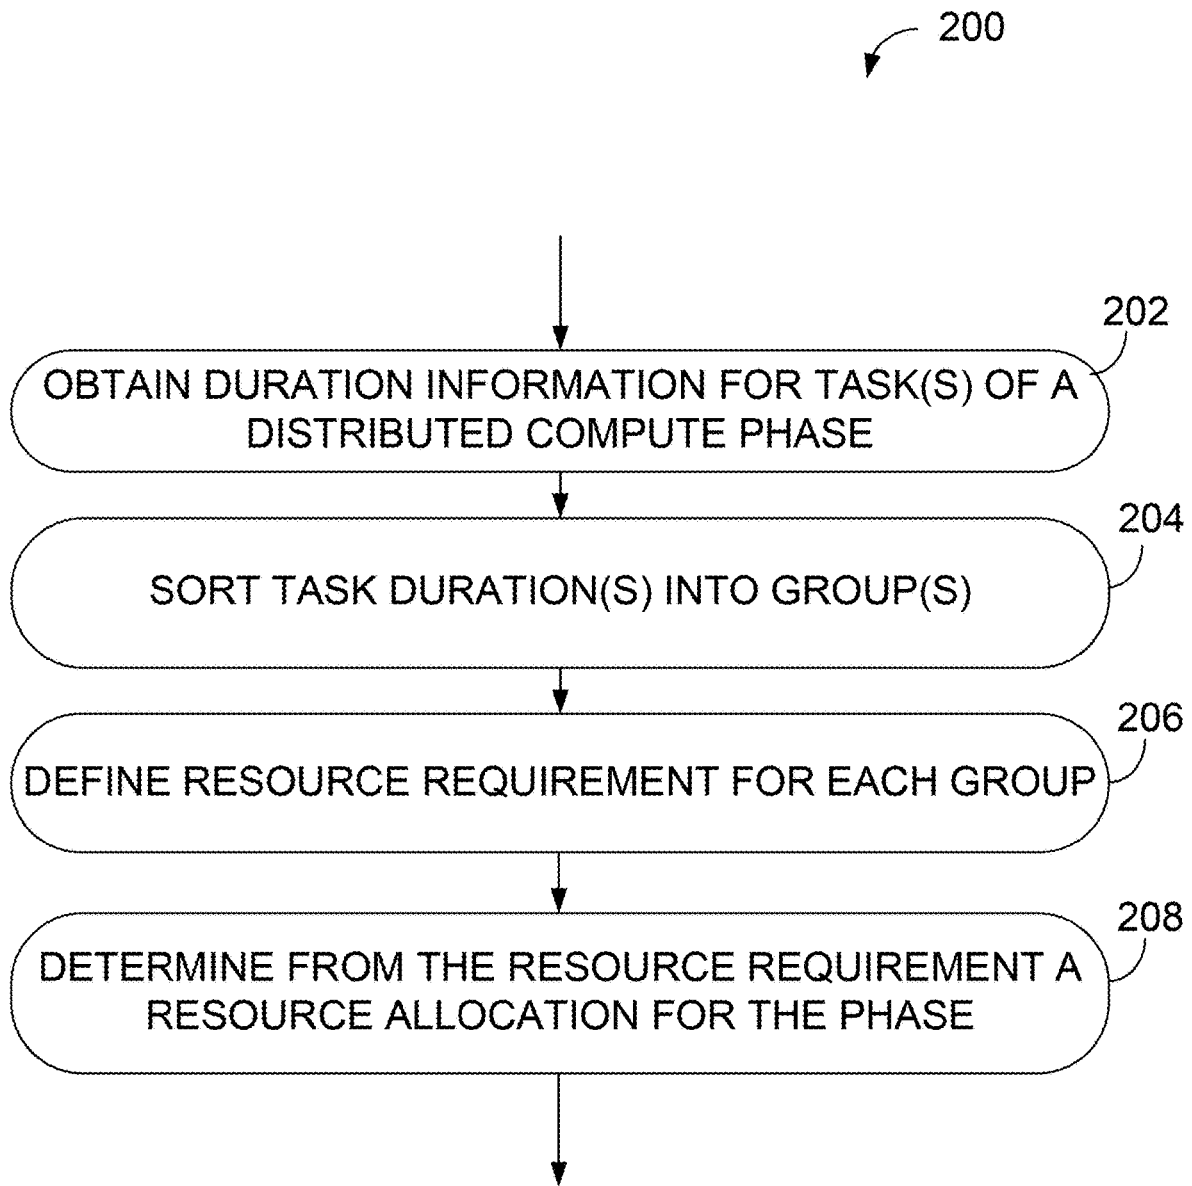 200
202
OBTAIN DURATION INFORMATION FOR TASK(S) OF A
DISTRIBUTED COMPUTE PHASE
204
SORT TASK DURATION(S) INTO GROUP(S)
206
DEFINE RESOURCE REQUIREMENT FOR EACH GROUP
208
DETERMINE FROM THE RESOURCE REQUIREMENT A
RESOURCE ALLOCATION FOR THE PHASE